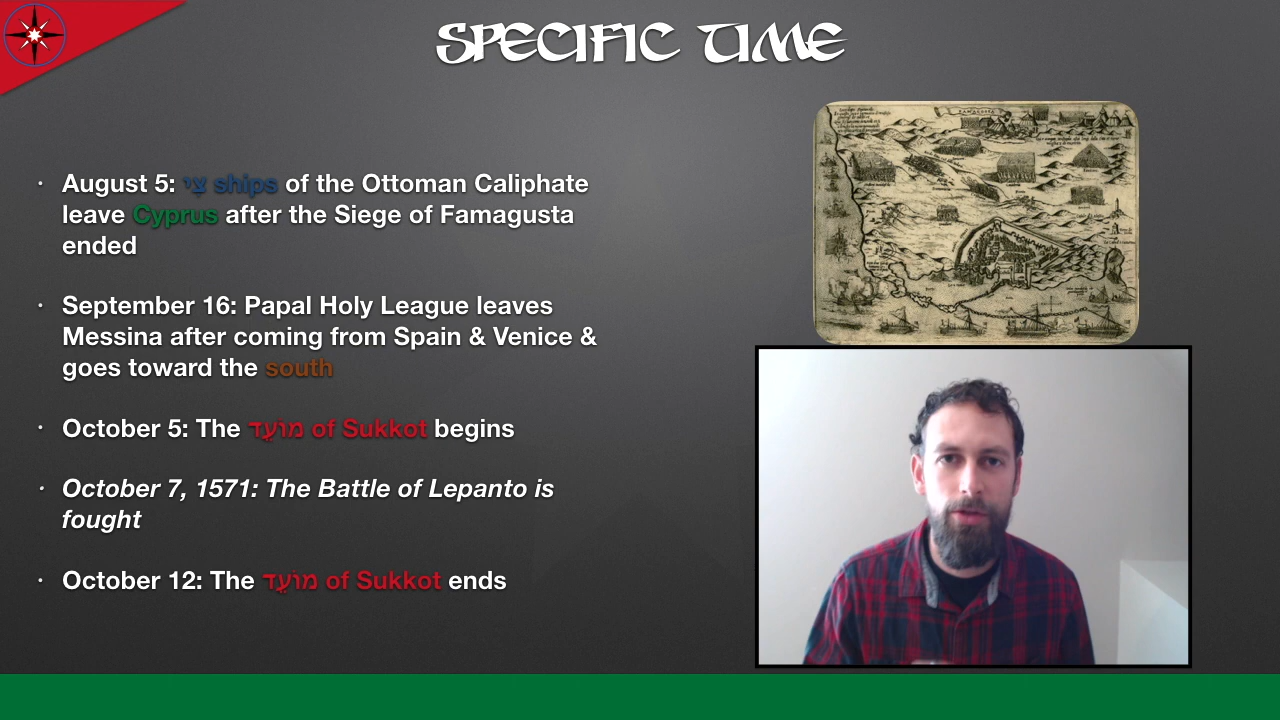 SPECIFIC TIME
• August 5: צִי ships of the Ottoman Caliphate
leave Cyprus after the Siege of Famagusta
ended
• September 16: Papal Holy League leaves
Messina after coming from Spain & Venice &
goes toward the south
• October 5: The מוֹעֵד of Sukkot begins
• October 7, 1571: The Battle of Lepanto is
fought
• October 12: The מוֹעֵד of Sukkot ends
FAMAGUSTA